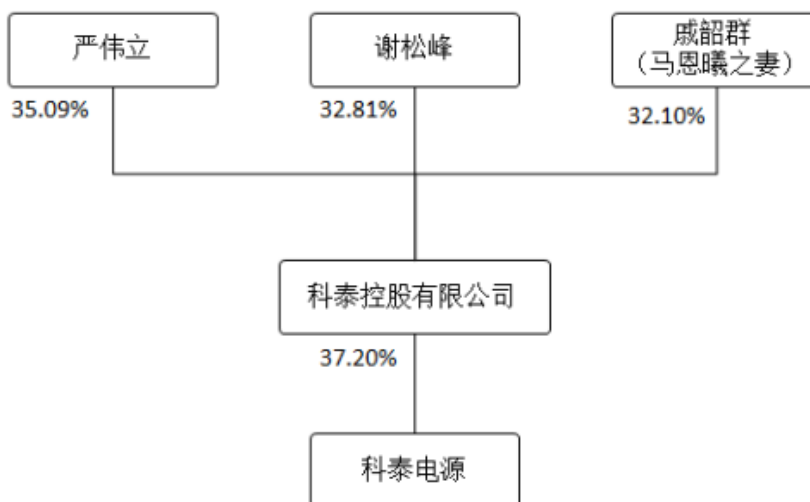 严伟立
谢松峰
戚韶群
（马恩曦之妻）
35.09%
32.81%
32.10%
科泰控股有限公司
37.20%
科泰电源